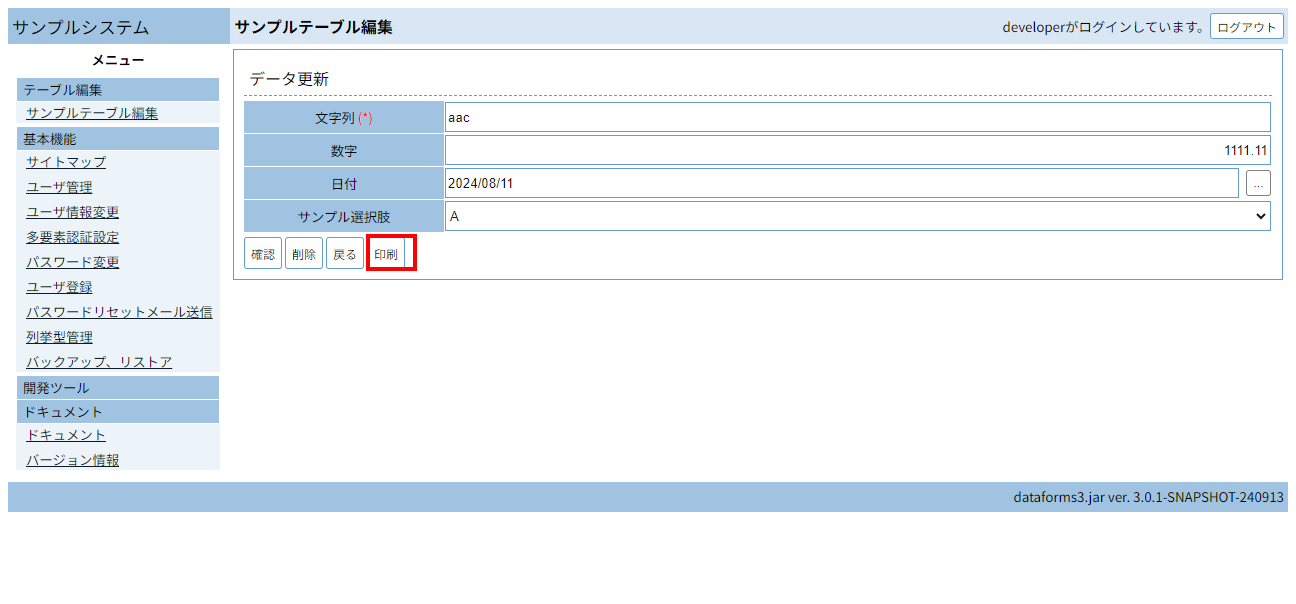 サンプルシステム
サンプルテーブル編集
developerがログインしています。 ログアウト
メニュー
テーブル編集
サンプルテーブル編集
基本機能
サイトマップ
ユーザ管理
ユーザ情報変更
多要素認証設定
パスワード変更
ユーザ登録
パスワードリセットメール送信
列挙型管理
バックアップ、リストア
開発ツール
ドキュメント
ドキュメント
バージョン情報
データ更新
文字列 (*) aac
数字 1111.11
日付 2024/08/11 ...
サンプル選択肢 A
確認 削除 戻る 印刷
dataforms3.jar ver. 3.0.1-SNAPSHOT-240913